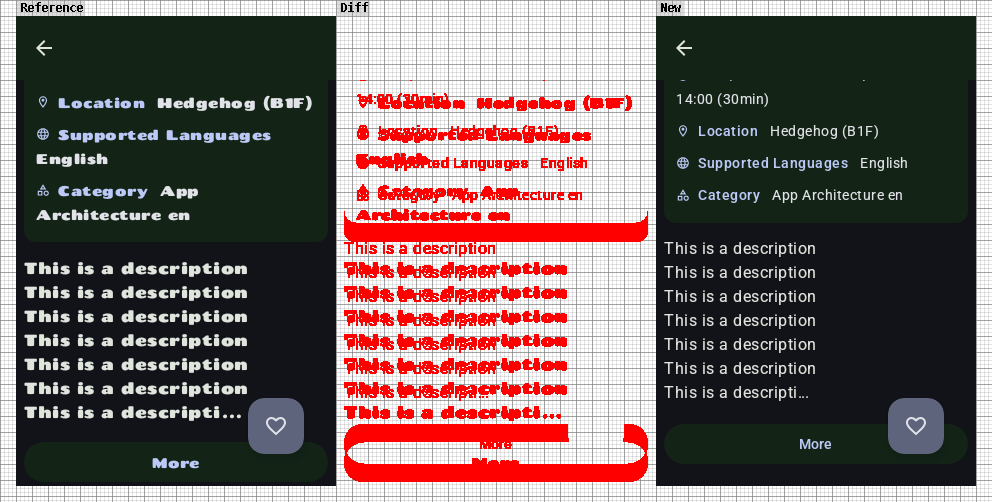 Reference
Location Hedgehog (B1F)
Supported Languages
English
Category App
Architecture en
This is a description
This is a description
This is a description
This is a description
This is a description
This is a description
This is a descripti...
More
Diff
14:00 (30min)
Location Hedgehog (B1F)
Location Hedgehog (B1F)
Supported Languages
English
Supported Languages English
Category App
Category App Architecture en
Architecture en
This is a description
This is a description
This is a description
This is a description
This is a description
This is a description
This is a description
This is a description
This is a description
This is a description
This is a description
This is a description
This is a descripti...
More
More
New
14:00 (30min)
Location Hedgehog (B1F)
Supported Languages English
Category App Architecture en
This is a description
This is a description
This is a description
This is a description
This is a description
This is a description
This is a descripti...
More